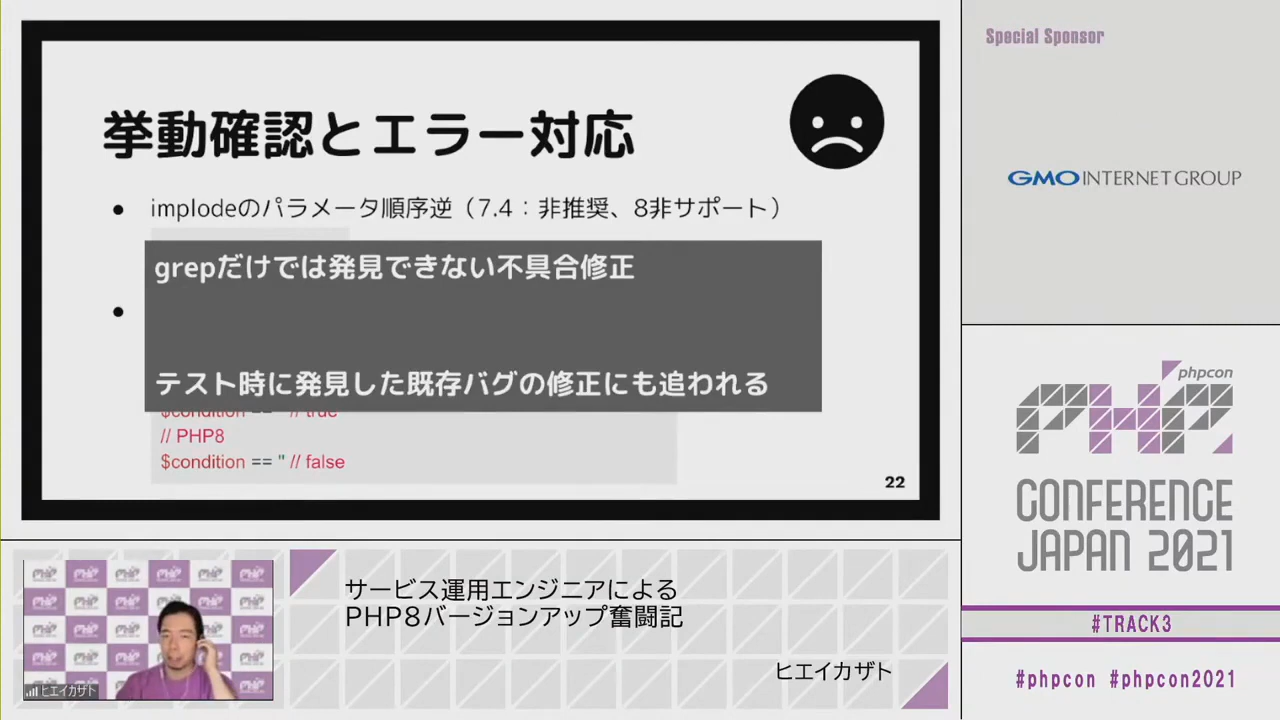 挙動確認とエラー対応
● implodeのパラメータ順序逆（7.4：非推奨、8非サポート）
grepだけでは発見できない不具合修正
●
テスト時に発見した既存バグの修正にも追われる
$condition == '' // true
// PHP8
$condition == '' // false
22
Special Sponsor
GMO INTERNET GROUP
phpcon
PHP
CONFERENCE
JAPAN 2021
#TRACK3
#phpcon #phpcon2021
サービス運用エンジニアによる
PHP8バージョンアップ奮闘記
ヒエイカザト
ヒエイカザト